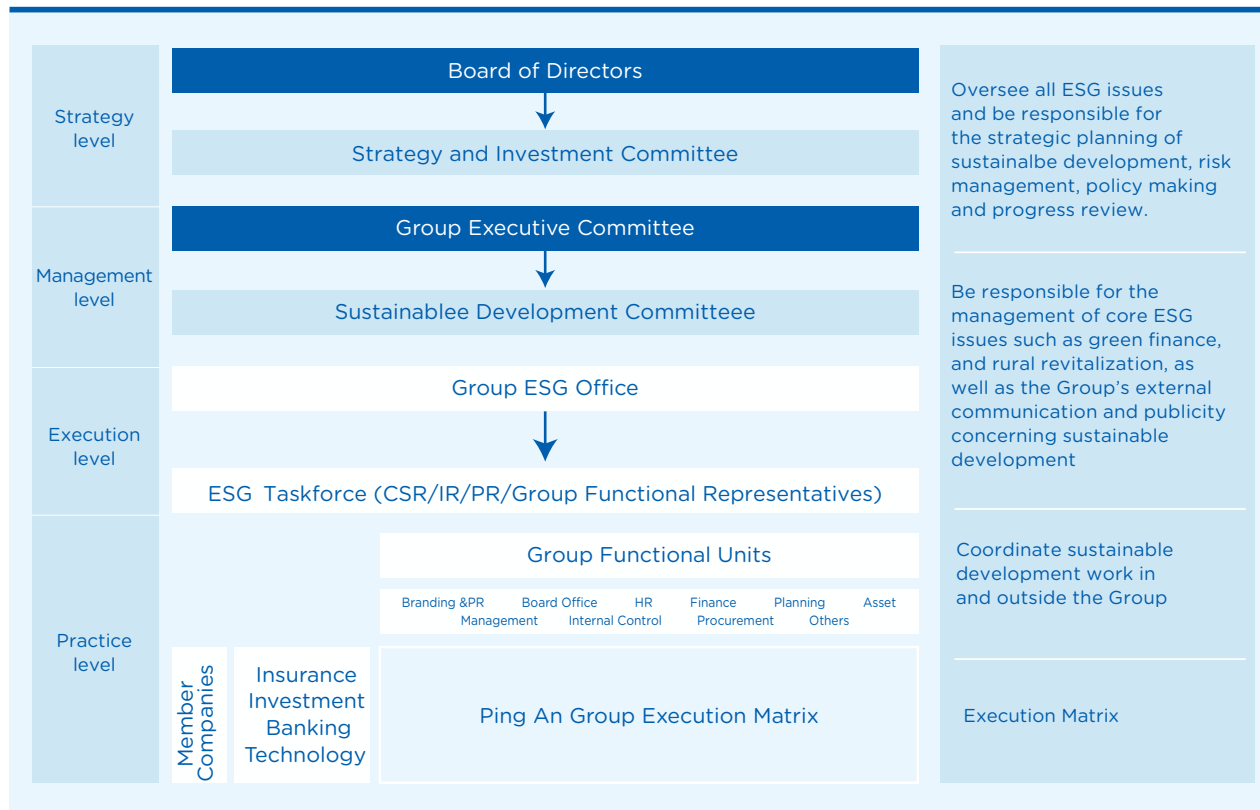 Strategy
level
Board of Directors
Strategy and Investment Committee
Oversee all ESG issues
and be responsible for
the strategic planning of
sustainalbe development, risk
management, policy making
and progress review.
Management
level
Group Executive Committee
Sustainablee Development Committeee
Be responsible for the
management of core ESG
issues such as green finance,
and rural revitalization, as
well as the Group’s external
communication and publicity
concerning sustainable
development
Execution
level
Group ESG Office
ESG Taskforce (CSR/IR/PR/Group Functional Representatives)
Coordinate sustainable
development work in
and outside the Group
Practice
level
Group Functional Units
Branding &PR Board Office HR Finance Planning Asset
Management Internal Control Procurement Others
Member
Companies
Insurance
Investment
Banking
Technology
Ping An Group Execution Matrix
Execution Matrix